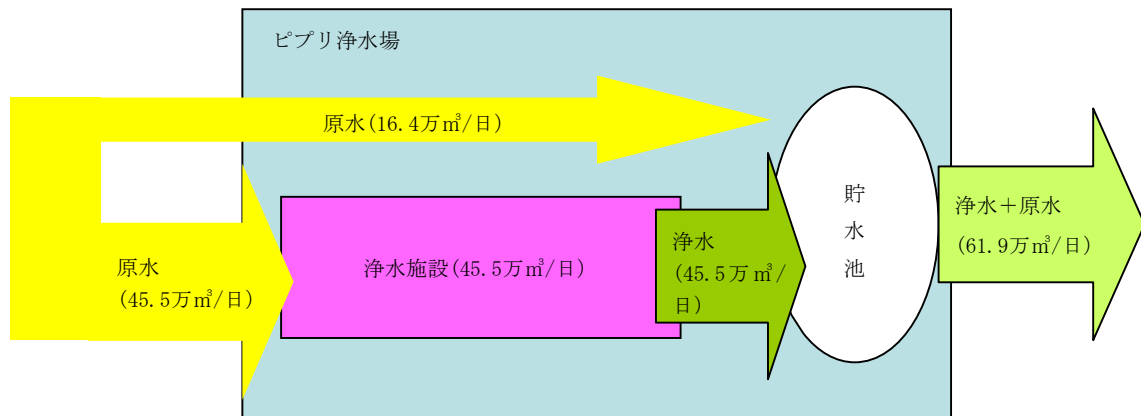 ピプリ浄水場
原水(16.4万㎥/日)
原水
(45.5万㎥/日)
浄水施設(45.5万㎥/日)
浄水
(45.5万㎥/
日)
貯
水
池
浄水＋原水
(61.9万㎥/日)